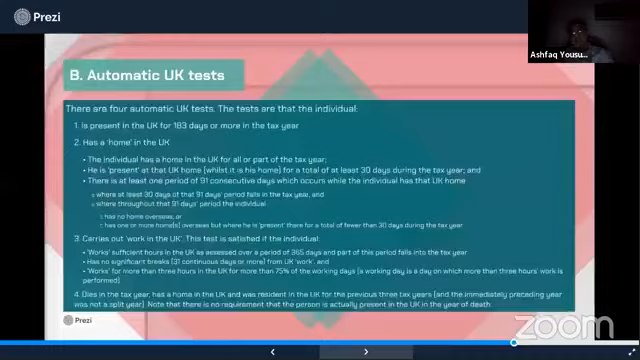 Prezi
Ashfaq Yousu...
B. Automatic UK tests
There are four automatic UK tests. The tests are that the individual:
1. Is present in the UK for 183 days or more in the tax year
2. Has a 'home' in the UK
• The individual has a home in the UK for all or part of the tax year;
• He is 'present' at that UK home (whilst it is his home) for a total of at least 30 days during the tax year; and
• There is at least one period of 91 consecutive days which occurs while the individual has that UK home
where at least 30 days of that 91 days period falls in the tax year, and
where throughout that 91 days period the individual
has no home overseas, or
has one or more home(s) overseas but where he is 'present' there for a total of fewer than 30 days during the tax year
3. Carries out 'work in the UK'. This test is satisfied if the individual:
• 'Works' sufficient hours in the UK as assessed over a period of 365 days and part of this period falls into the tax year
• Has no significant breaks (31 continuous days or more) from UK 'work', and
• 'Works' for more than three hours in the UK for more than 75% of the working days (a working day is a day on which more than three hours' work is
performed)
4. Dies in the tax year, has a home in the UK and was resident in the UK for the previous three tax years (and the immediately preceding year
was not a split year). Note that there is no requirement that the person is actually present in the UK in the year of death
Prezi
zoom